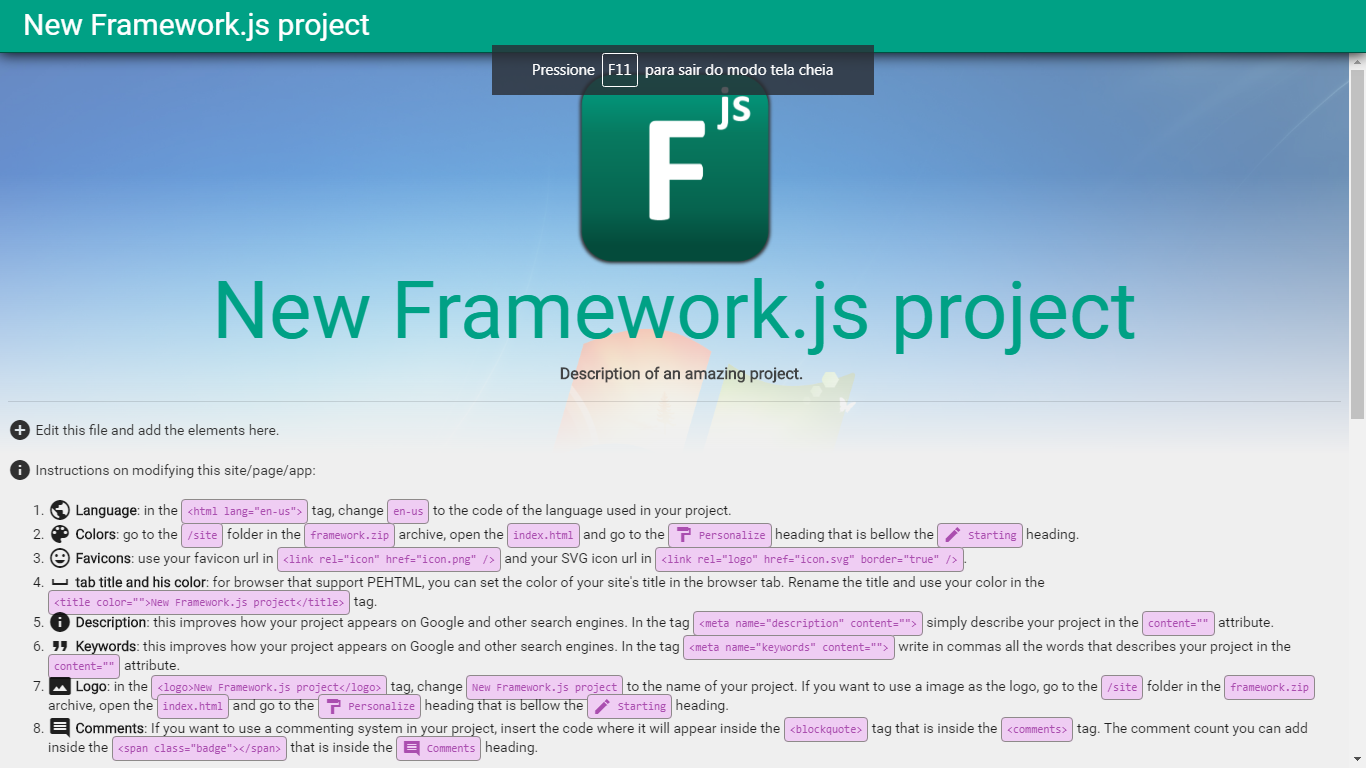 New Framework.js project
Pressione F11 para sair do modo tela cheia
js
F
New Framework.js project
Description of an amazing project.
Edit this file and add the elements here.
Instructions on modifying this site/page/app:
1. Language: in the <html lang="en-us"> tag, change en-us to the code of the language used in your project.
2. Colors: go to the /site folder in the framework.zip archive, open the index.html and go to the Personalize heading that is bellow the Starting heading.
3. Favicons: use your favicon url in <link rel="icon" href="icon.png" /> and your SVG icon url in <link rel="logo" href="icon.svg" border="true" />.
4. tab title and his color: for browser that support PEHTML, you can set the color of your site's title in the browser tab. Rename the title and use your color in the
<title color="">New Framework.js project</title> tag.
5. Description: this improves how your project appears on Google and other search engines. In the tag <meta name="description" content=""> simply describe your project in the content="" attribute.
6. Keywords: this improves how your project appears on Google and other search engines. In the tag <meta name="keywords" content=""> write in commas all the words that describes your project in the
content="" attribute.
7. Logo: in the <logo>New Framework.js project</logo> tag, change New Framework.js project to the name of your project. If you want to use a image as the logo, go to the /site folder in the framework.zip
archive, open the index.html and go to the Personalize heading that is bellow the Starting heading.
8. Comments: If you want to use a commenting system in your project, insert the code where it will appear inside the <blockquote> tag that is inside the <comments> tag. The comment count you can add
inside the <span class="badge"></span> that is inside the Comments heading.